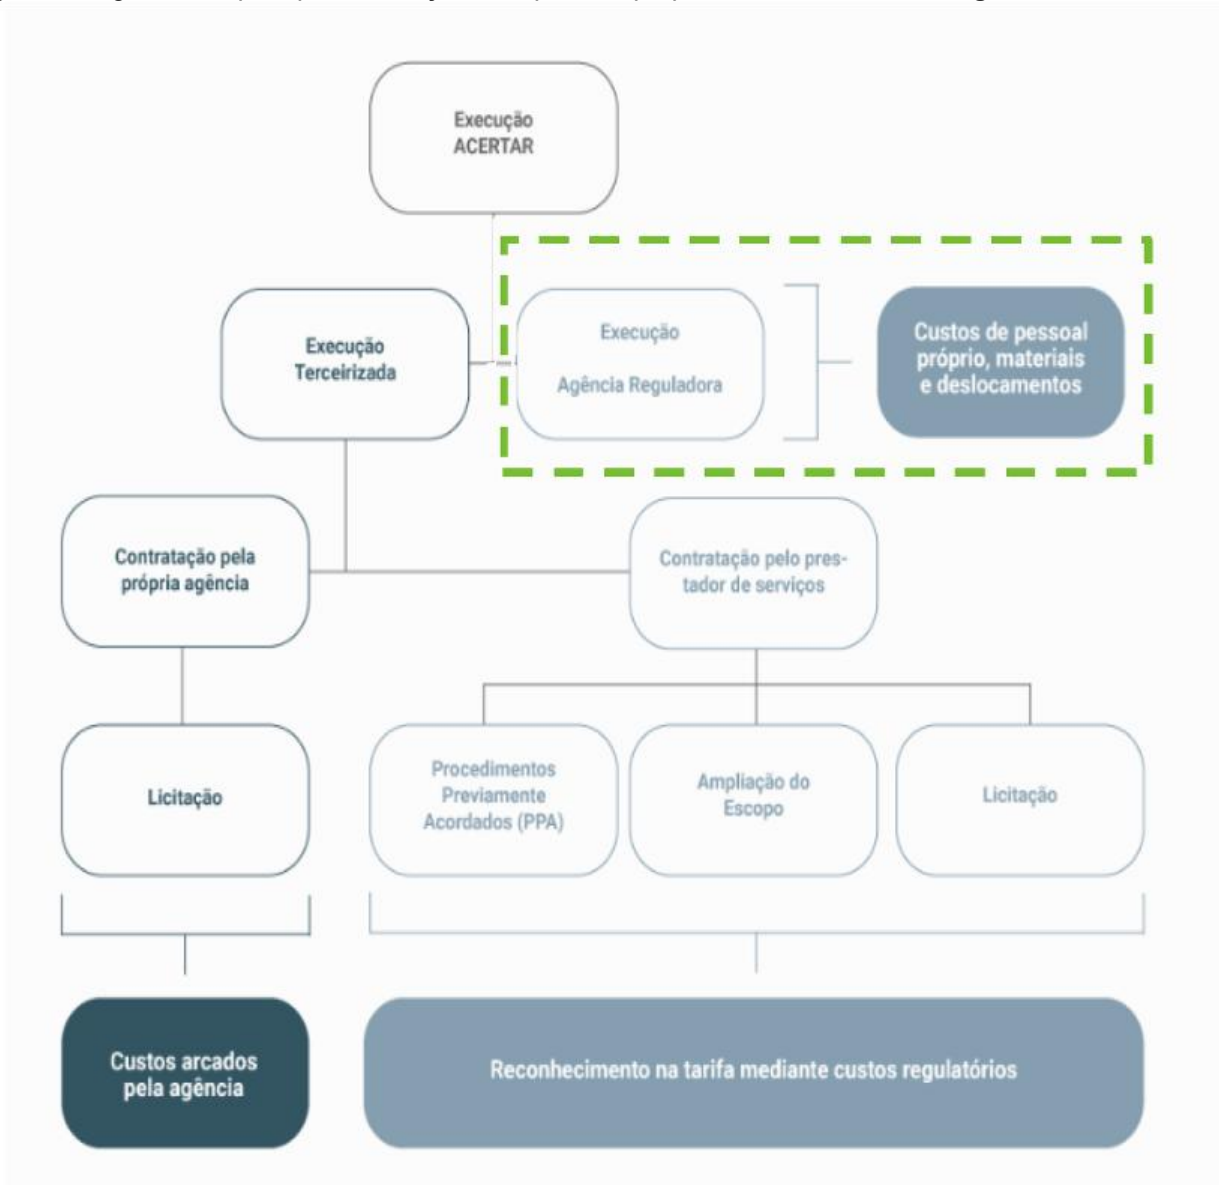 Execução
ACERTAR
Execução
Terceirizada
Execução
Agência Reguladora
Custos de pessoal
próprio, materiais
e deslocamentos
Contratação pela
própria agência
Contratação pelo pres-
tador de serviços
Licitação
Procedimentos
Previamente
Acordados (PPA)
Ampliação do
Escopo
Licitação
Custos arcados
pela agência
Reconhecimento na tarifa mediante custos regulatórios